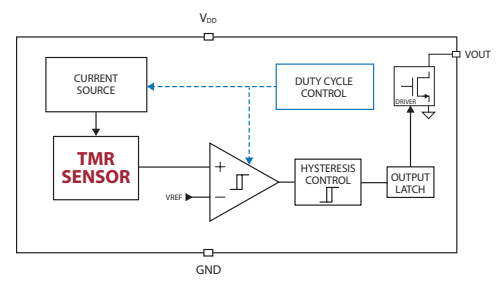 VDD
CURRENT
SOURCE
DUTY CYCLE
CONTROL
VOUT
DRIVER
TMR
SENSOR
+
VREF
−
HYSTERESIS
CONTROL
OUTPUT
LATCH
GND